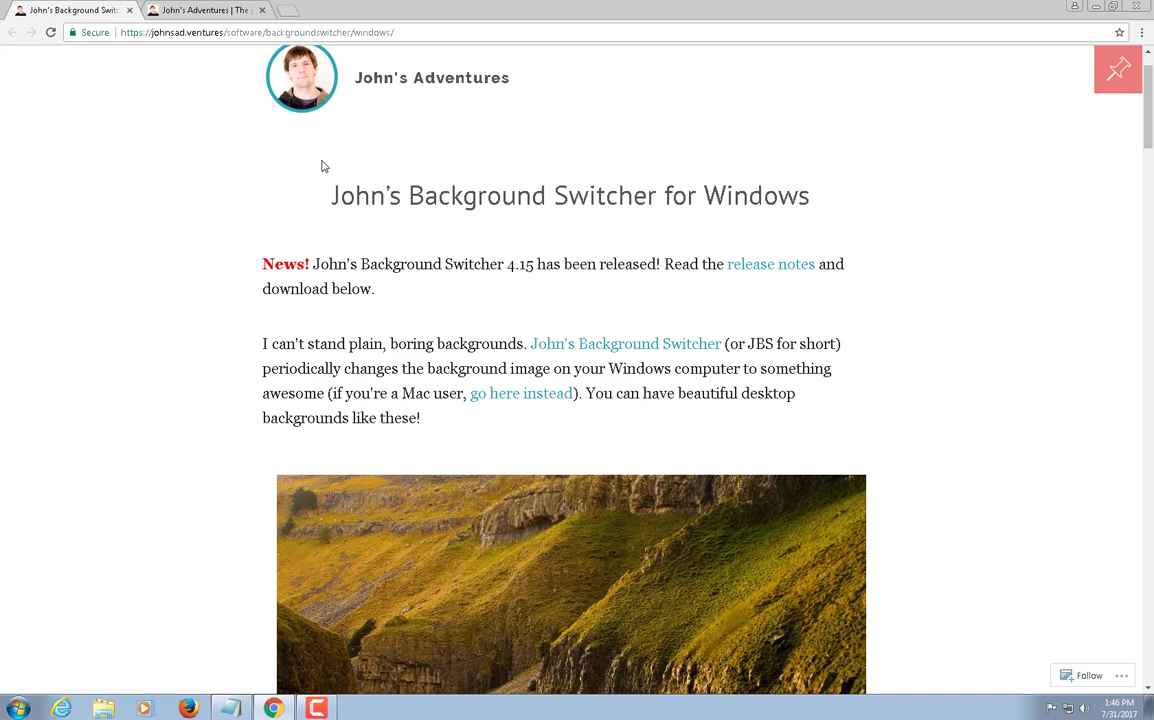 John's Background Switc
John's Adventures | The
Secure
https://johnsad.ventures/software/backgroundswitcher/windows/
John's Adventures
John's Background Switcher for Windows
News! John's Background Switcher 4.15 has been released! Read the release notes and
download below.
I can't stand plain, boring backgrounds. John's Background Switcher (or JBS for short)
periodically changes the background image on your Windows computer to something
awesome (if you're a Mac user, go here instead). You can have beautiful desktop
backgrounds like these!
Follow
1:46 PM
7/31/2017